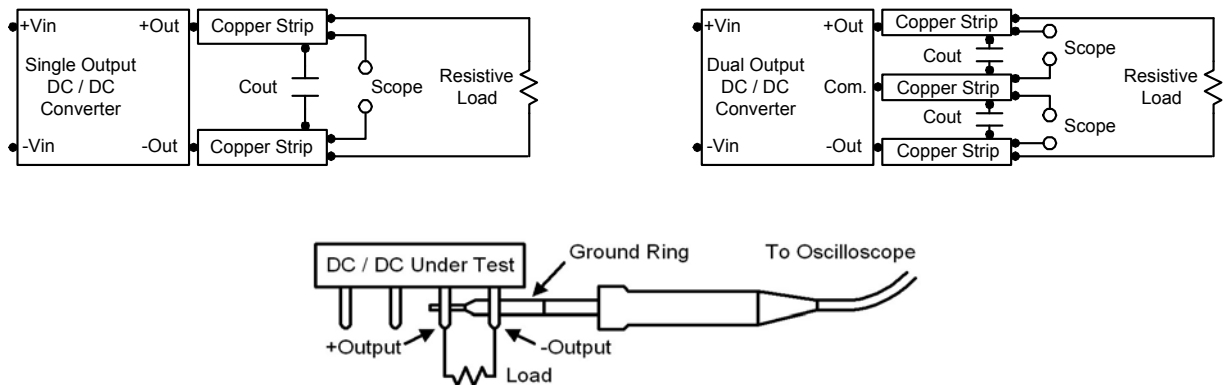 +Vin
+Out
Copper Strip
Single Output
DC / DC
Converter
Cout
Scope
Resistive
Load
-Vin
-Out
Copper Strip
+Vin
+Out
Copper Strip
Cout
Scope
Dual Output
DC / DC
Converter
Com.
Copper Strip
Resistive
Load
Cout
Scope
-Vin
-Out
Copper Strip
DC / DC Under Test
Ground Ring
To Oscilloscope
+Output
-Output
Load